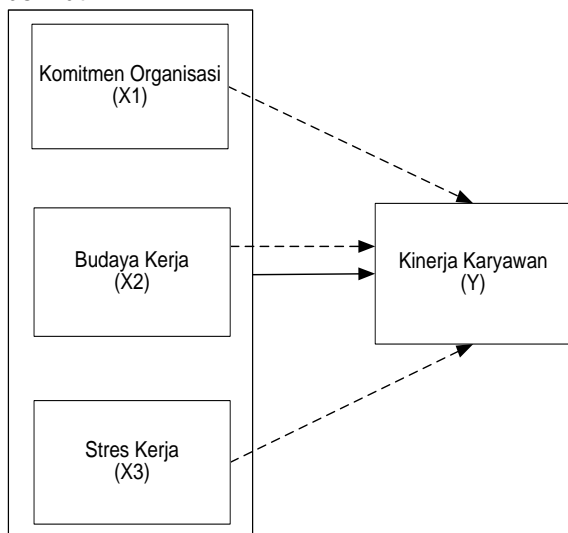 Komitmen Organisasi
(X1)
Budaya Kerja
(X2)
Kinerja Karyawan
(Y)
Stres Kerja
(X3)